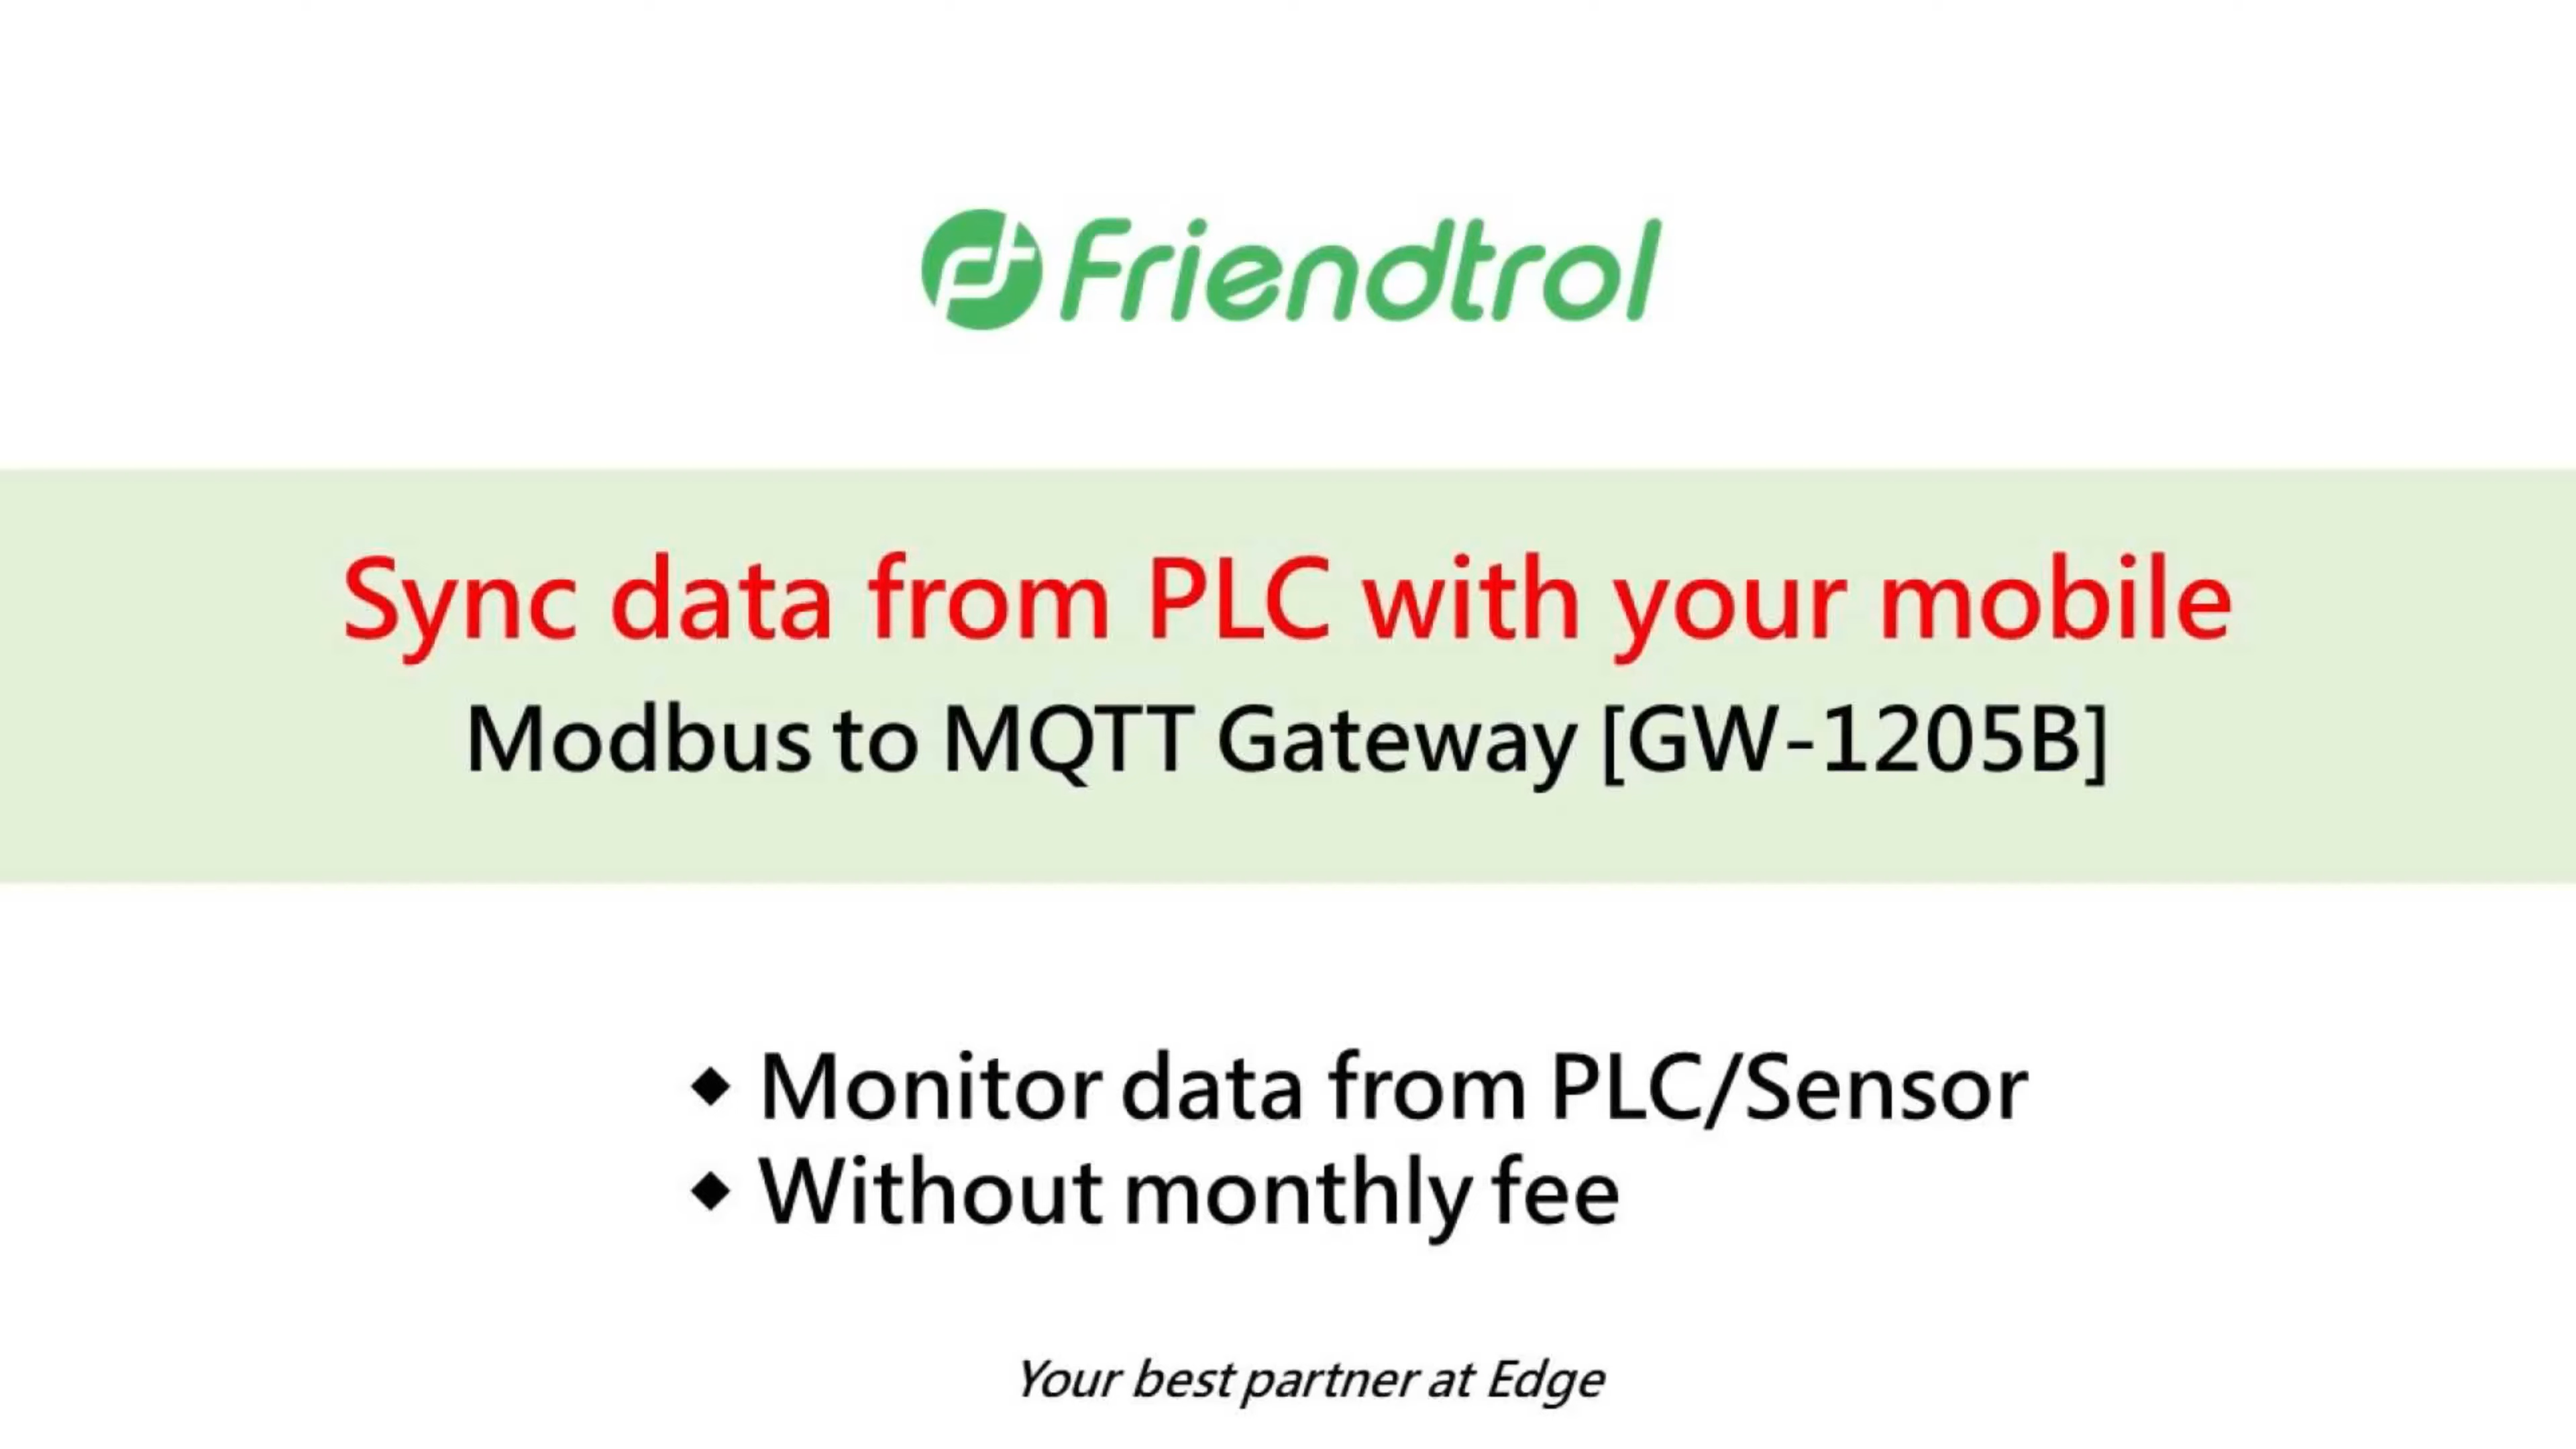 Friendtrol
Sync data from PLC with your mobile
Modbus to MQTT Gateway [GW-1205B]
◆ Monitor data from PLC/Sensor
◆ Without monthly fee
Your best partner at Edge